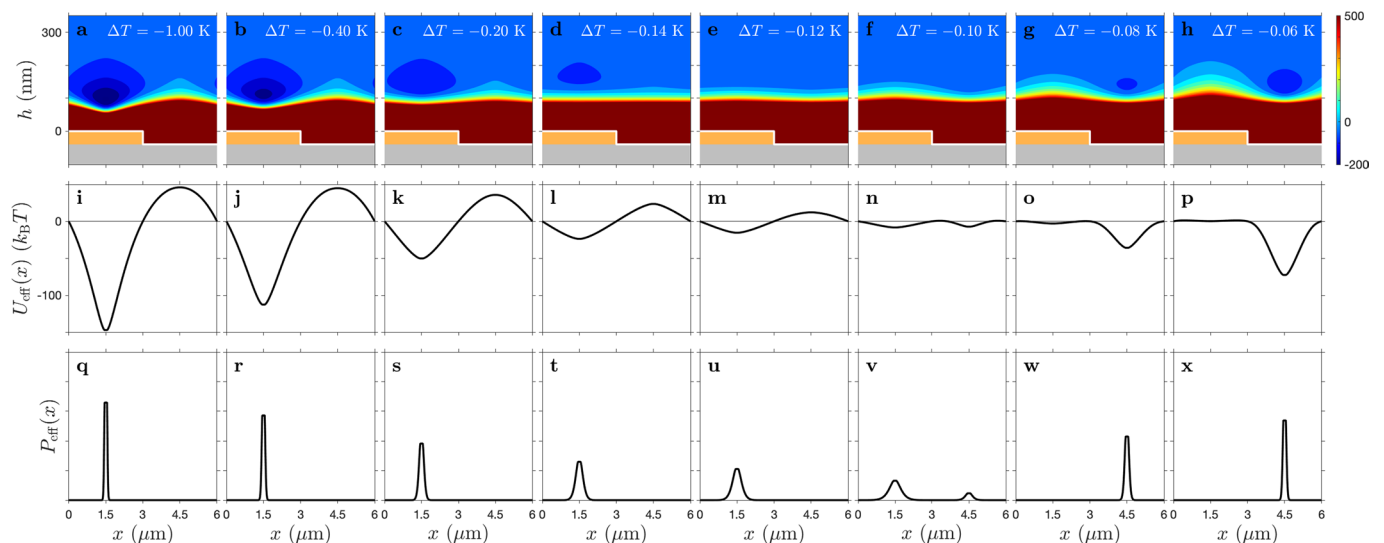 a ΔT = −1.00 K b ΔT = −0.40 K c ΔT = −0.20 K d ΔT = −0.14 K e ΔT = −0.12 K f ΔT = −0.10 K g ΔT = −0.08 K h ΔT = −0.06 K
h (nm)
300
0
500
0
-200
i j k l m n o p
U_eff(x) (k_BT)
0
-100
q r s t u v w x
P_eff(x)
0 1.5 3 4.5 6 0 1.5 3 4.5 6 0 1.5 3 4.5 6 0 1.5 3 4.5 6 0 1.5 3 4.5 6 0 1.5 3 4.5 6 0 1.5 3 4.5 6 0 1.5 3 4.5 6
x (μm) x (μm) x (μm) x (μm) x (μm) x (μm) x (μm) x (μm)